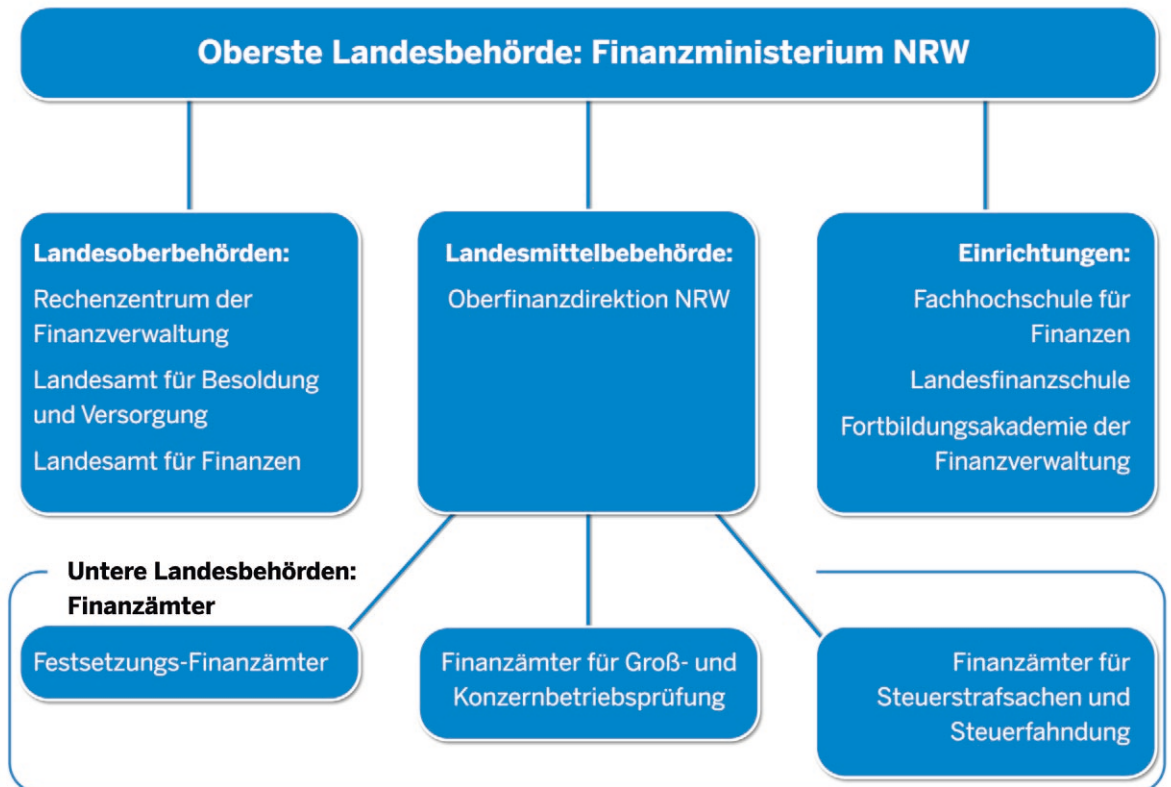 Oberste Landesbehörde: Finanzministerium NRW
Landesoberbehörden:
Rechenzentrum der
Finanzverwaltung
Landesamt für Besoldung
und Versorgung
Landesamt für Finanzen
Landesmittelbebehörde:
Oberfinanzdirektion NRW
Einrichtungen:
Fachhochschule für
Finanzen
Landesfinanzschule
Fortbildungsakademie der
Finanzverwaltung
Untere Landesbehörden:
Finanzämter
Festsetzungs-Finanzämter
Finanzämter für Groß- und
Konzernbetriebsprüfung
Finanzämter für
Steuerstrafsachen und
Steuerfahndung